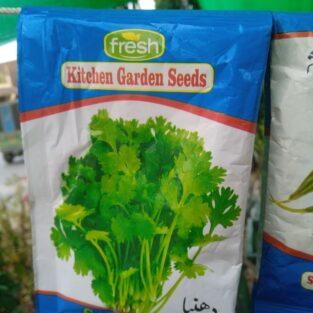 fresh
Kitchen Garden Seeds
دھنیا